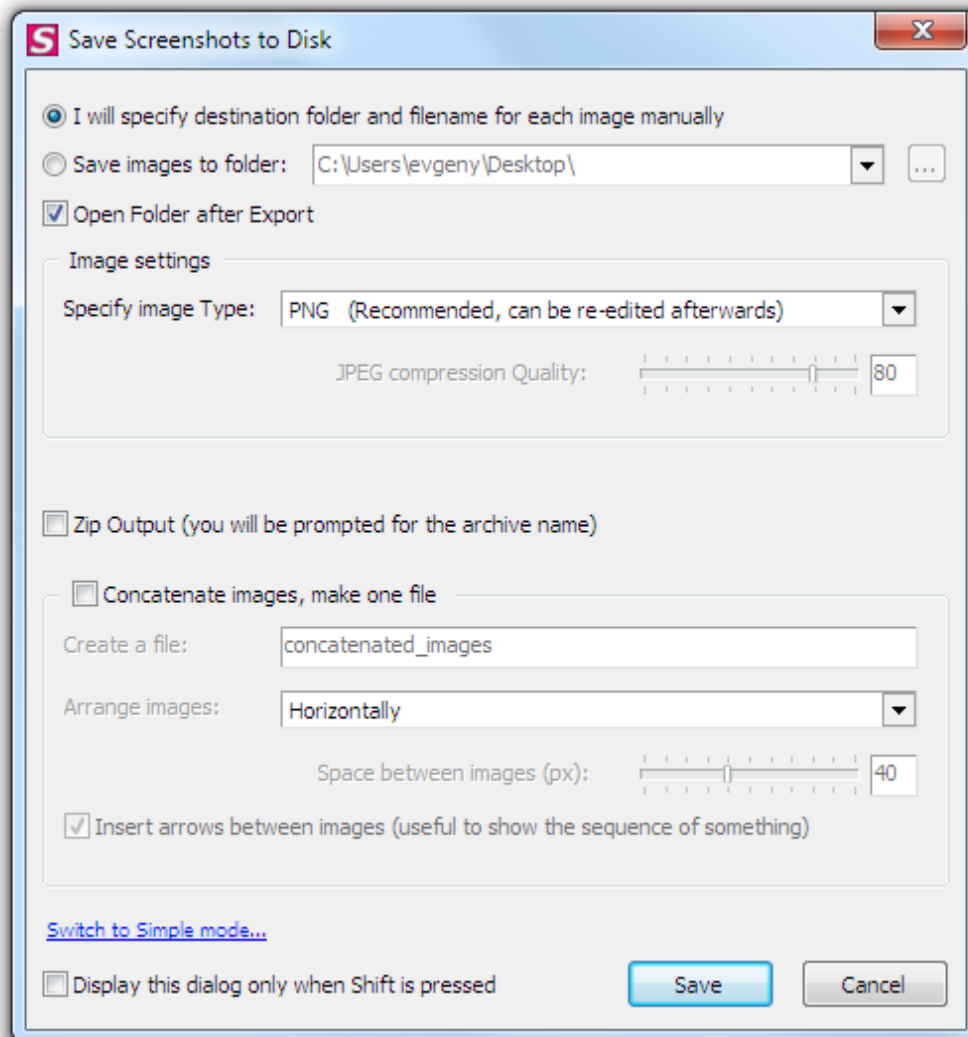 S Save Screenshots to Disk
I will specify destination folder and filename for each image manually
Save images to folder: C:\Users\evgeny\Desktop\ ...
Open Folder after Export
Image settings
Specify image Type: PNG (Recommended, can be re-edited afterwards)
JPEG compression Quality: 80
Zip Output (you will be prompted for the archive name)
Concatenate images, make one file
Create a file: concatenated_images
Arrange images: Horizontally
Space between images (px): 40
Insert arrows between images (useful to show the sequence of something)
Switch to Simple mode...
Display this dialog only when Shift is pressed Save Cancel